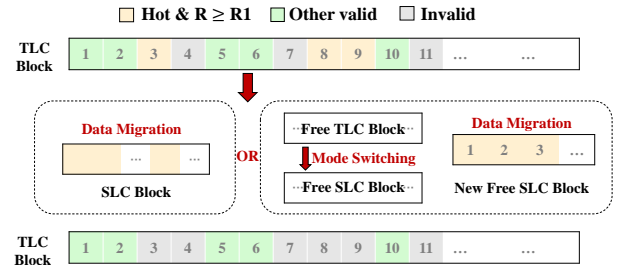 Hot & R ≥ R1 Other valid Invalid
TLC Block 1 2 3 4 5 6 7 8 9 10 11 ... ...
Data Migration
... ...
SLC Block
OR
...Free TLC Block...
Mode Switching
...Free SLC Block...
Data Migration
1 2 3 ...
New Free SLC Block
TLC Block 1 2 3 4 5 6 7 8 9 10 11 ... ...